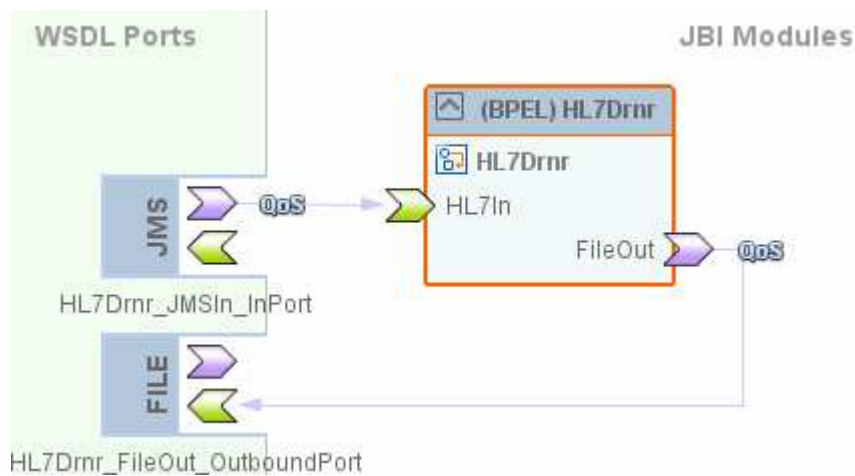 WSDL Ports
JBI Modules
(BPEL) HL7Drnr
HL7Drnr
JMS
QoS
HL7In
FileOut
QoS
HL7Drnr_JMSIn_InPort
FILE
HL7Drnr_FileOut_OutboundPort